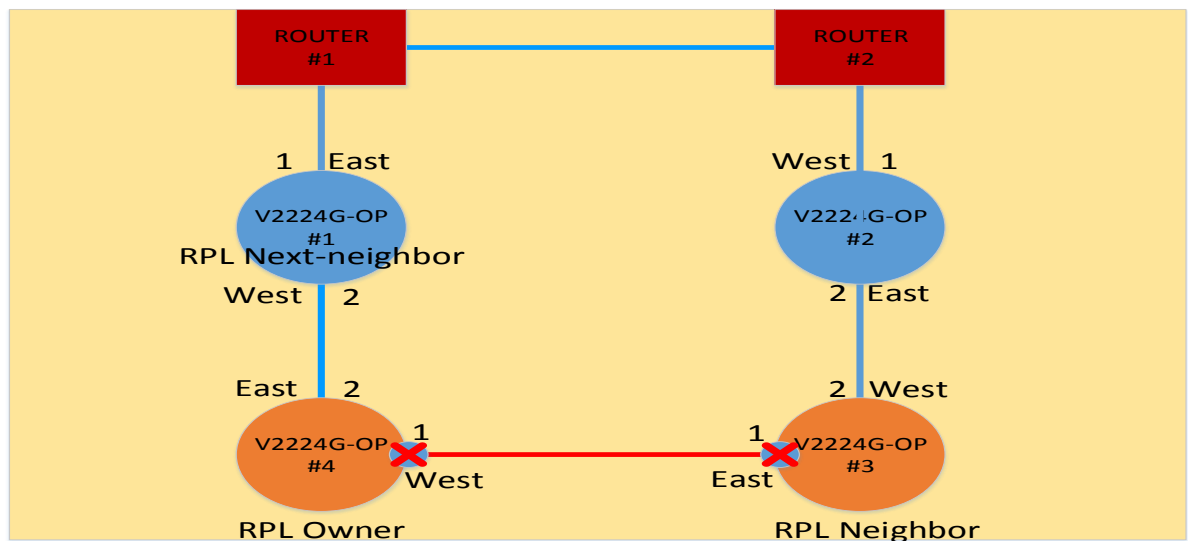 ROUTER
#1
ROUTER
#2
1 East
West 1
V2224G-OP
#1
RPL Next-neighbor
V2224G-OP
#2
West 2
2 East
East 2
2 West
V2224G-OP
#4
1
West
1
East
V2224G-OP
#3
RPL Owner
RPL Neighbor